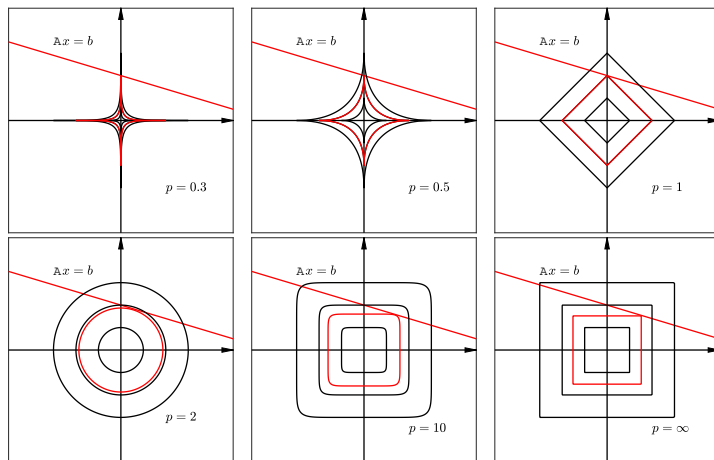 𝔸x = b
p = 0.3
𝔸x = b
p = 0.5
𝔸x = b
p = 1
𝔸x = b
p = 2
𝔸x = b
p = 10
𝔸x = b
p = ∞